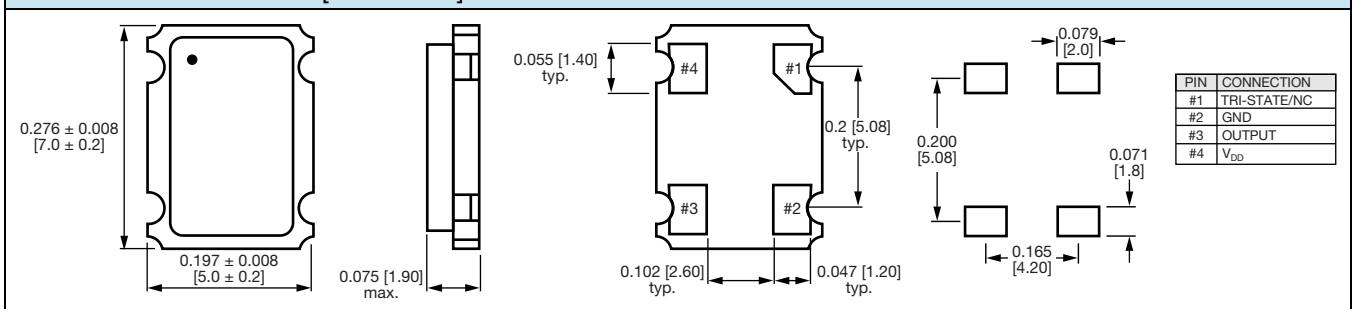 0.276 ± 0.008
[7.0 ± 0.2]
0.197 ± 0.008
[5.0 ± 0.2]
0.075 [1.90]
max.
0.055 [1.40]
typ.
#4
#1
#3
#2
0.2 [5.08]
typ.
0.102 [2.60]
typ.
0.047 [1.20]
typ.
0.079
[2.0]
0.200
[5.08]
0.071
[1.8]
0.165
[4.20]
PIN CONNECTION
#1 TRI-STATE/NC
#2 GND
#3 OUTPUT
#4 VDD